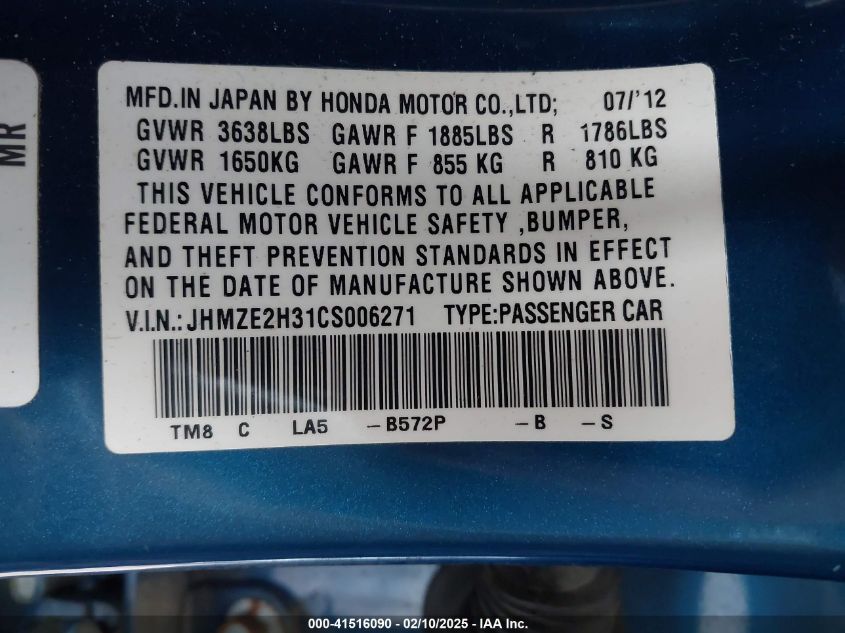 MR
MFD.IN JAPAN BY HONDA MOTOR CO.,LTD; 07/'12
GVWR 3638LBS GAWR F 1885LBS R 1786LBS
GVWR 1650KG GAWR F 855 KG R 810 KG
THIS VEHICLE CONFORMS TO ALL APPLICABLE
FEDERAL MOTOR VEHICLE SAFETY ,BUMPER,
AND THEFT PREVENTION STANDARDS IN EFFECT
ON THE DATE OF MANUFACTURE SHOWN ABOVE.
V.I.N.:JHMZE2H31CS006271 TYPE:PASSENGER CAR
TM8 C LA5 -B572P -B -S
000-41516090 - 02/10/2025 - IAA Inc.